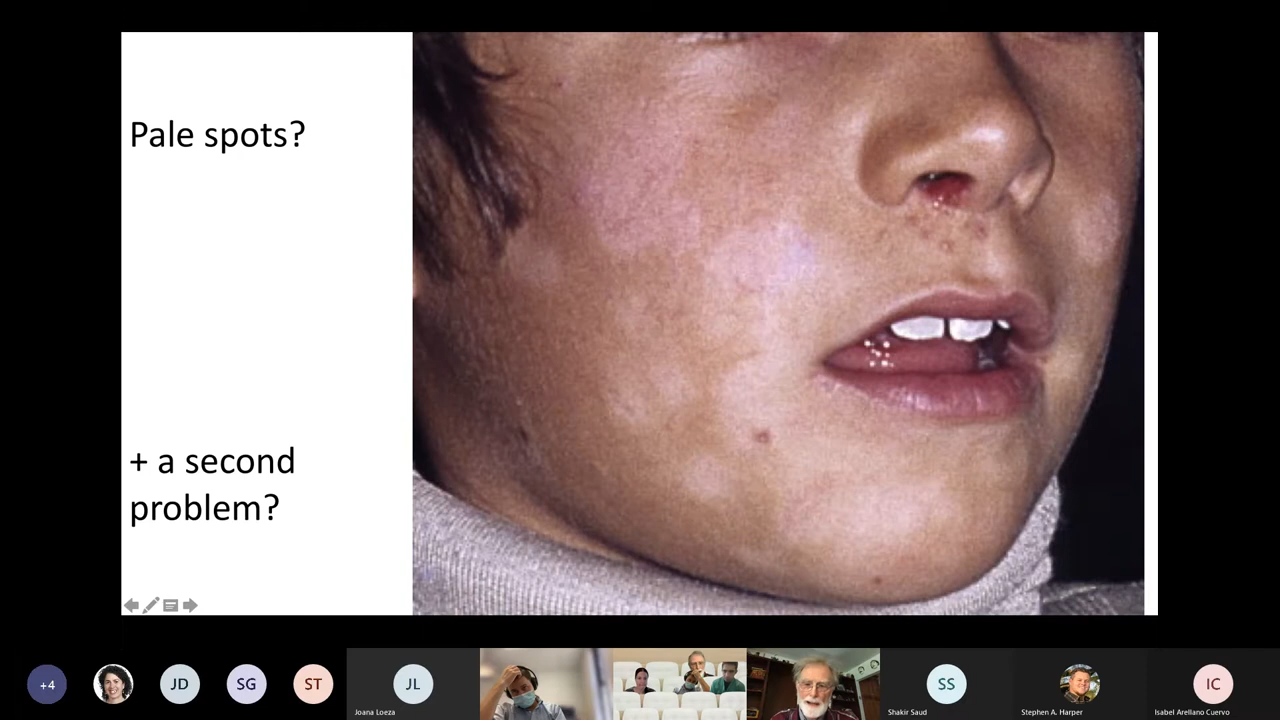 Pale spots?
+ a second
problem?
+4
JD
SG
ST
JL
Joana Loeza
SS
Shakir Saud
Stephen A. Harper
IC
Isabel Arellano Cuervo